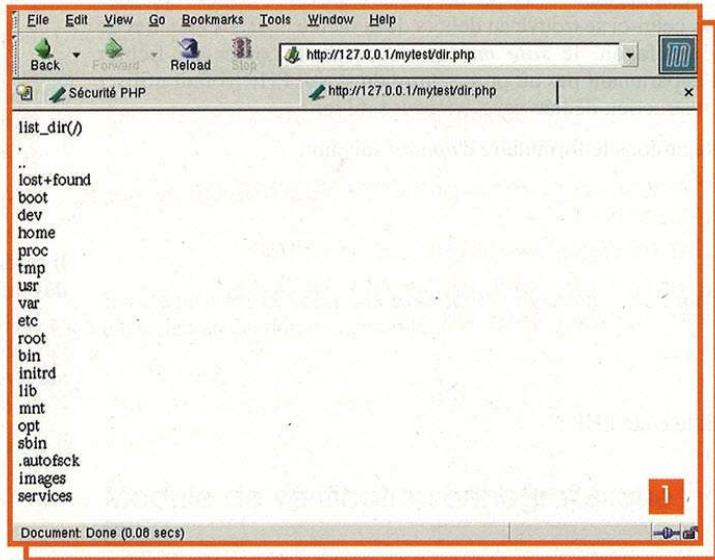 File Edit View Go Bookmarks Tools Window Help
Back Forward Reload Stop http://127.0.0.1/mytest/dir.php
Sécurité PHP http://127.0.0.1/mytest/dir.php
list_dir(/)
.
..
lost+found
boot
dev
home
proc
tmp
usr
var
etc
root
bin
initrd
lib
mnt
opt
sbin
.autofsck
images
services
1
Document: Done (0.06 secs)